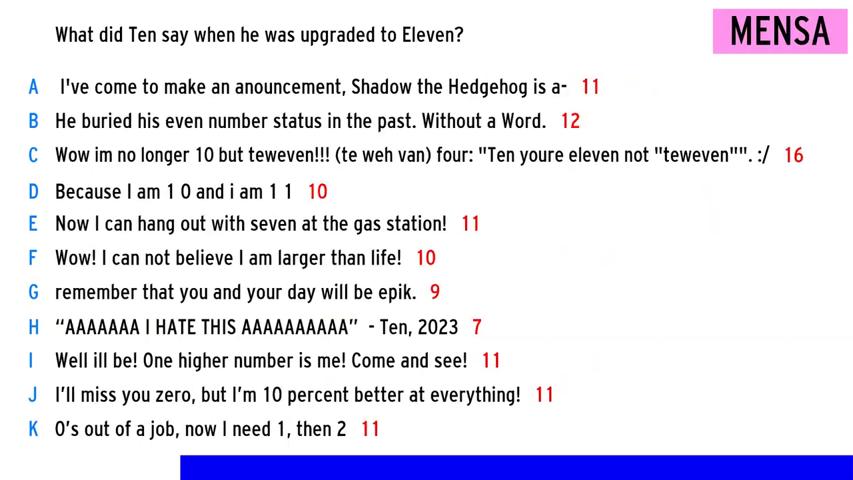 What did Ten say when he was upgraded to Eleven?
MENSA
A I've come to make an anouncement, Shadow the Hedgehog is a- 11
B He buried his even number status in the past. Without a Word. 12
C Wow im no longer 10 but teweven!!! (te weh van) four: "Ten youre eleven not "teweven"". :/ 16
D Because I am 1 0 and i am 1 1 10
E Now I can hang out with seven at the gas station! 11
F Wow! I can not believe I am larger than life! 10
G remember that you and your day will be epik. 9
H “AAAAAAA I HATE THIS AAAAAAAAAA” - Ten, 2023 7
I Well ill be! One higher number is me! Come and see! 11
J I’ll miss you zero, but I’m 10 percent better at everything! 11
K 0’s out of a job, now I need 1, then 2 11